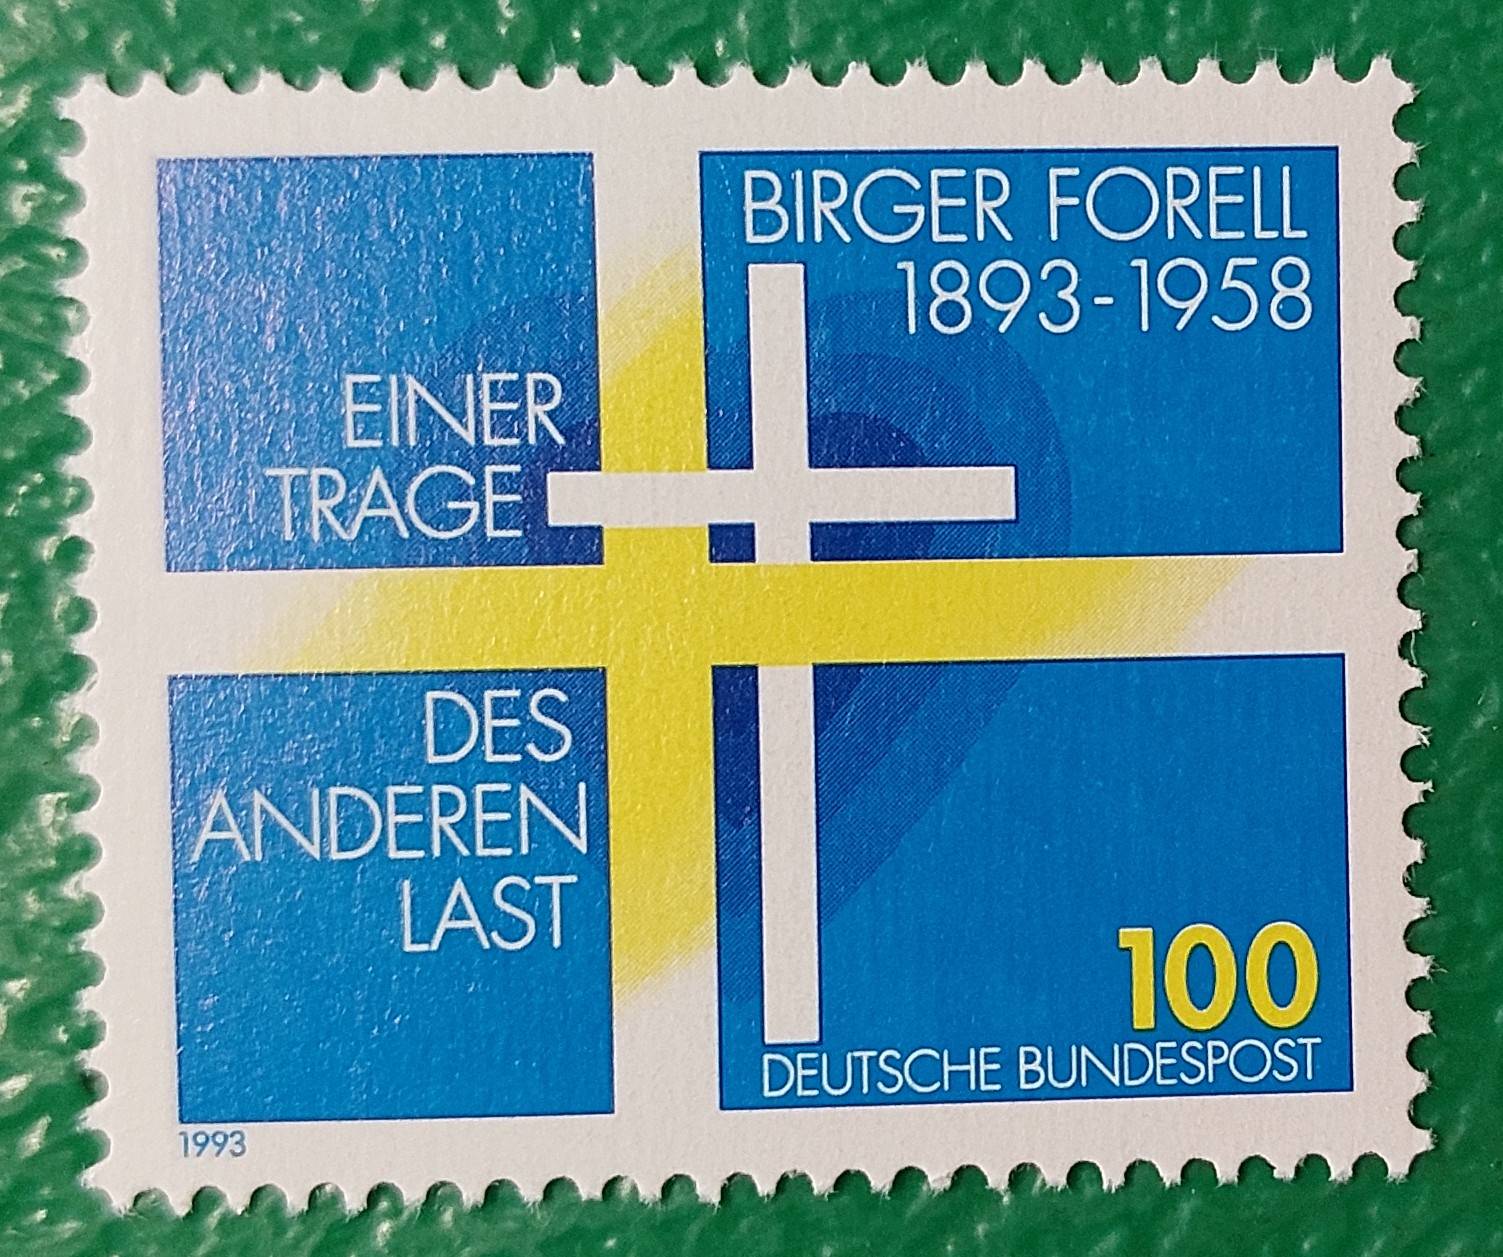 BIRGER FORELL
1893-1958
EINER
TRAGE
DES
ANDEREN
LAST
100
DEUTSCHE BUNDESPOST
1993